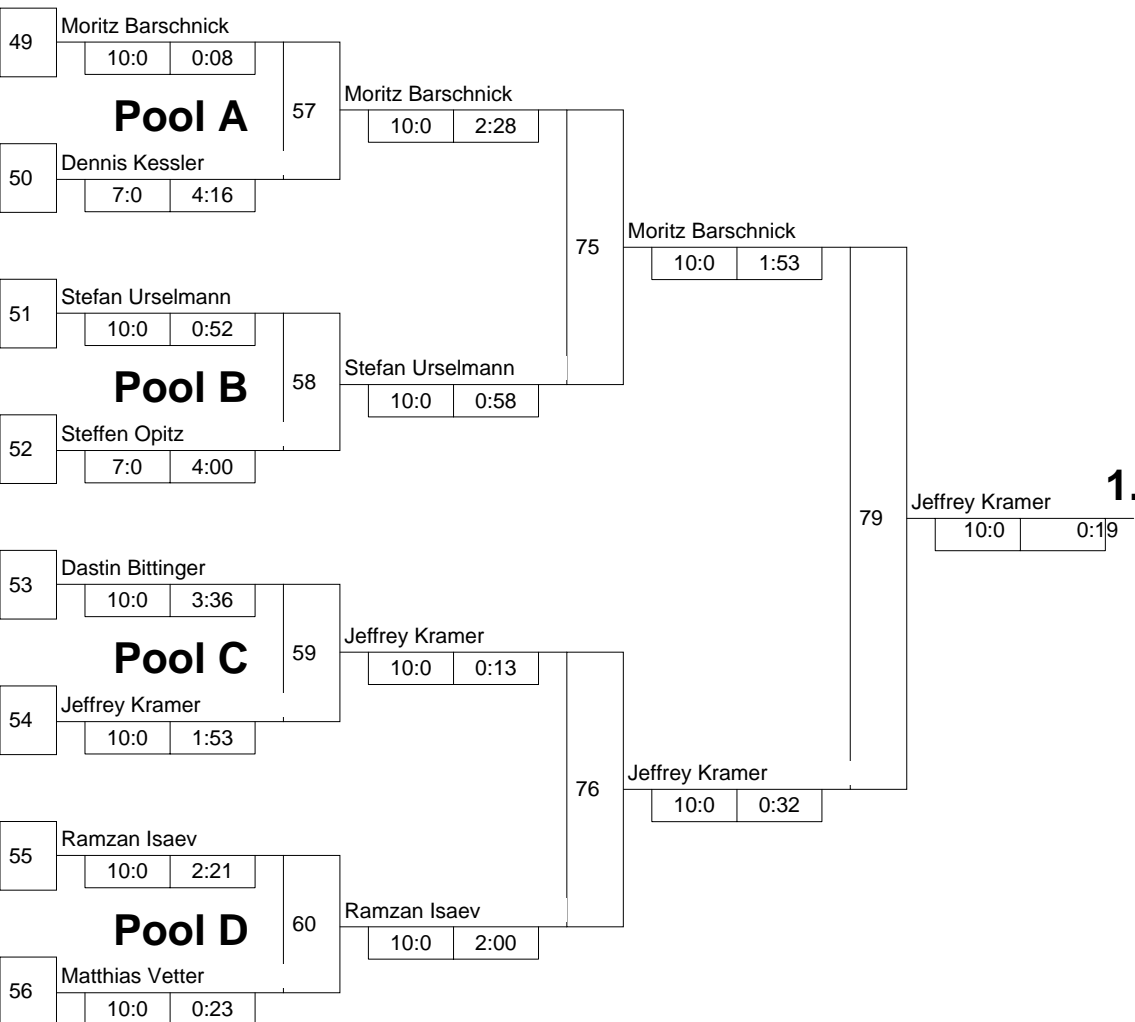 49
Moritz Barschnick
10:0 0:08
Pool A
57
Moritz Barschnick
10:0 2:28
50
Dennis Kessler
7:0 4:16
75
Moritz Barschnick
10:0 1:53
51
Stefan Urselmann
10:0 0:52
Pool B
58
Stefan Urselmann
10:0 0:58
52
Steffen Opitz
7:0 4:00
79
Jeffrey Kramer
1.
10:0 0:19
53
Dastin Bittinger
10:0 3:36
Pool C
59
Jeffrey Kramer
10:0 0:13
54
Jeffrey Kramer
10:0 1:53
76
Jeffrey Kramer
10:0 0:32
55
Ramzan Isaev
10:0 2:21
Pool D
60
Ramzan Isaev
10:0 2:00
56
Matthias Vetter
10:0 0:23